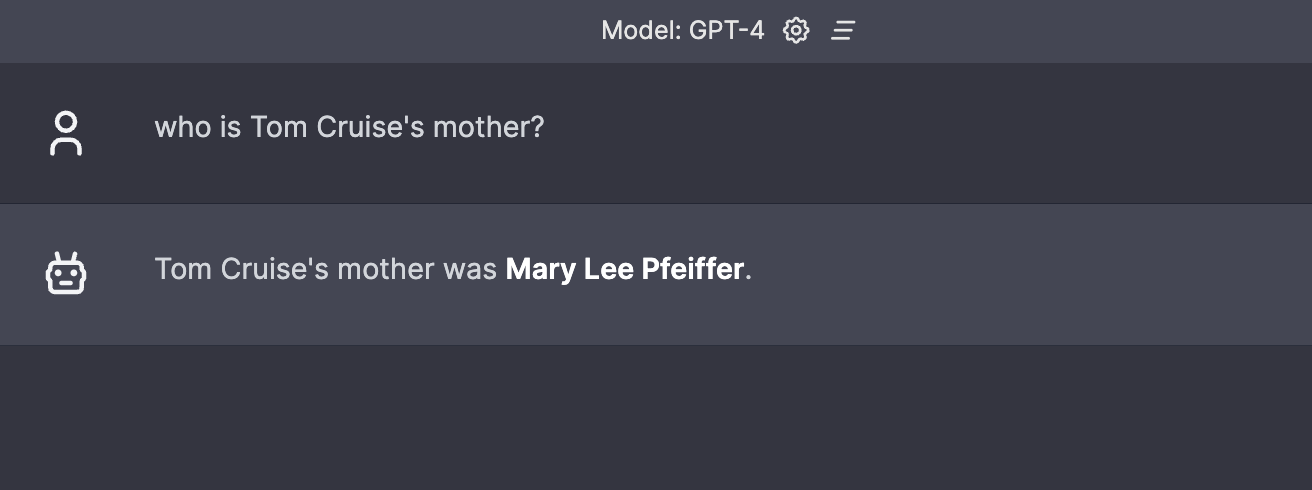 Model: GPT-4
who is Tom Cruise's mother?
Tom Cruise's mother was Mary Lee Pfeiffer.